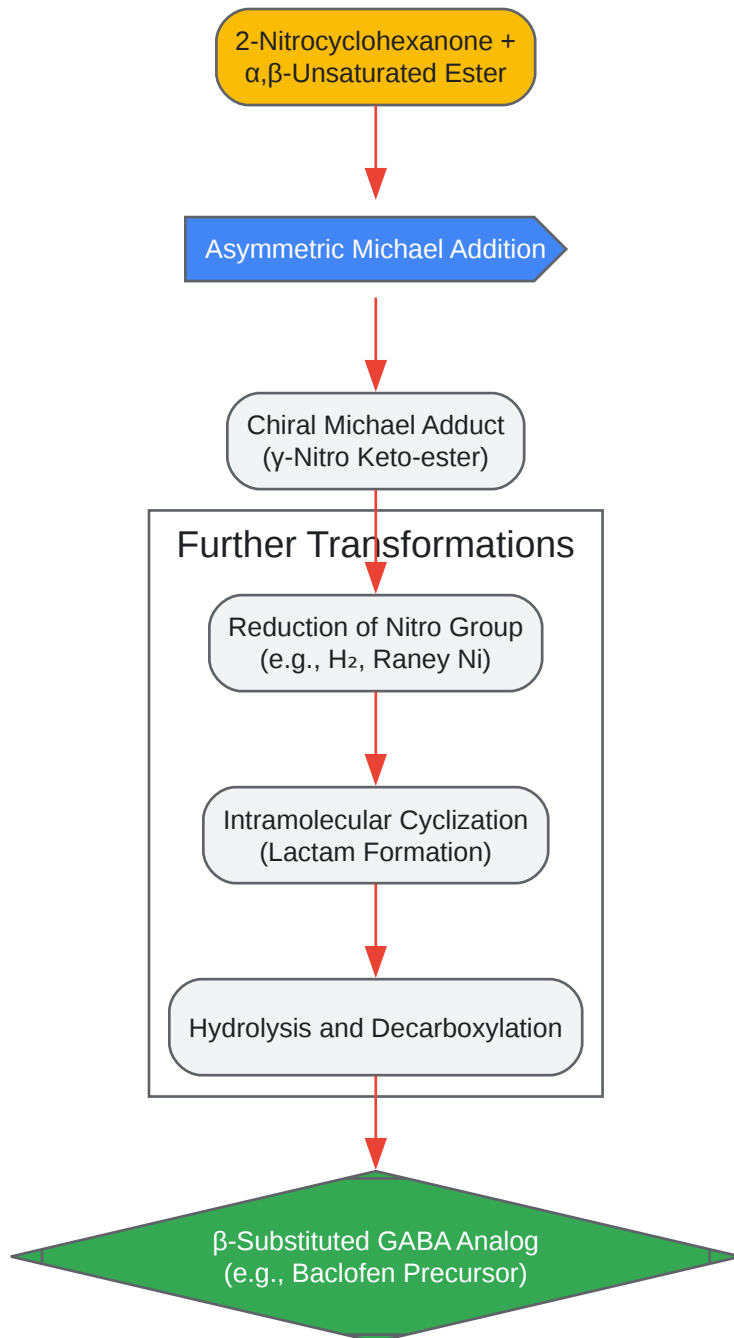 2-Nitrocyclohexanone +
α,β-Unsaturated Ester
Asymmetric Michael Addition
Chiral Michael Adduct
(γ-Nitro Keto-ester)
Further Transformations
Reduction of Nitro Group
(e.g., H₂, Raney Ni)
Intramolecular Cyclization
(Lactam Formation)
Hydrolysis and Decarboxylation
β-Substituted GABA Analog
(e.g., Baclofen Precursor)